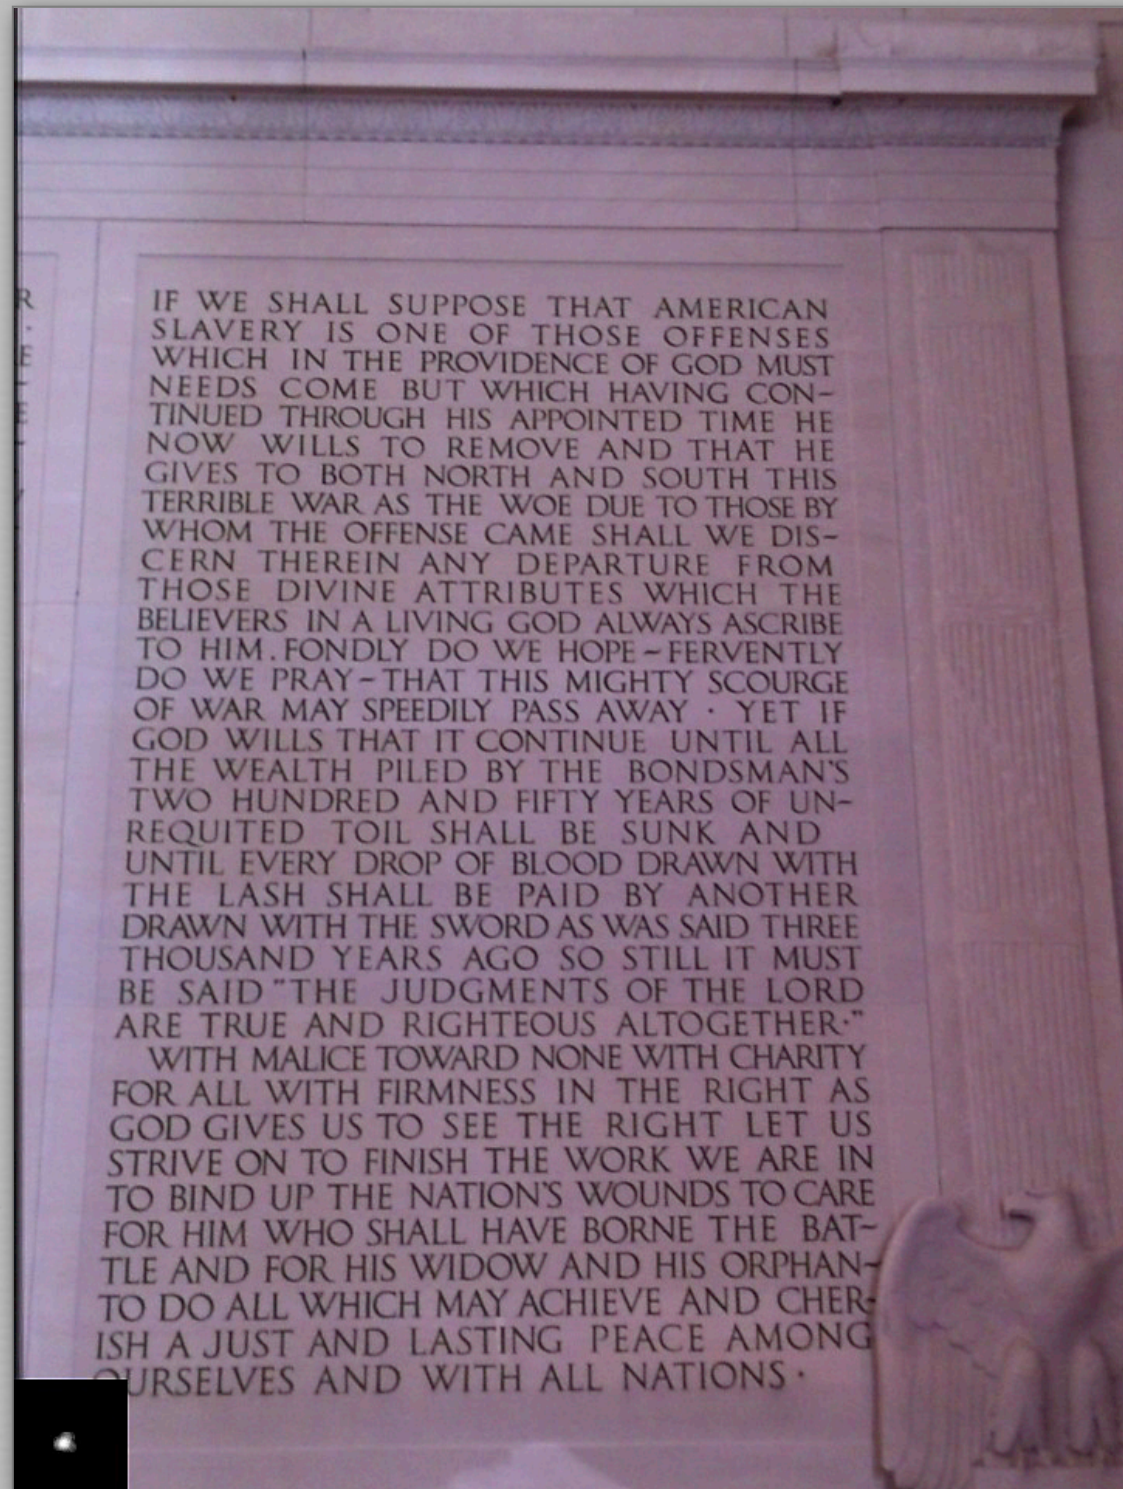 IF WE SHALL SUPPOSE THAT AMERICAN
SLAVERY IS ONE OF THOSE OFFENSES
WHICH IN THE PROVIDENCE OF GOD MUST
NEEDS COME BUT WHICH HAVING CON-
TINUED THROUGH HIS APPOINTED TIME HE
NOW WILLS TO REMOVE AND THAT HE
GIVES TO BOTH NORTH AND SOUTH THIS
TERRIBLE WAR AS THE WOE DUE TO THOSE BY
WHOM THE OFFENSE CAME SHALL WE DIS-
CERN THEREIN ANY DEPARTURE FROM
THOSE DIVINE ATTRIBUTES WHICH THE
BELIEVERS IN A LIVING GOD ALWAYS ASCRIBE
TO HIM. FONDLY DO WE HOPE-FERVENTLY
DO WE PRAY-THAT THIS MIGHTY SCOURGE
OF WAR MAY SPEEDILY PASS AWAY · YET IF
GOD WILLS THAT IT CONTINUE UNTIL ALL
THE WEALTH PILED BY THE BONDSMAN'S
TWO HUNDRED AND FIFTY YEARS OF UN-
REQUITED TOIL SHALL BE SUNK AND
UNTIL EVERY DROP OF BLOOD DRAWN WITH
THE LASH SHALL BE PAID BY ANOTHER
DRAWN WITH THE SWORD AS WAS SAID THREE
THOUSAND YEARS AGO SO STILL IT MUST
BE SAID "THE JUDGMENTS OF THE LORD
ARE TRUE AND RIGHTEOUS ALTOGETHER·"
WITH MALICE TOWARD NONE WITH CHARITY
FOR ALL WITH FIRMNESS IN THE RIGHT AS
GOD GIVES US TO SEE THE RIGHT LET US
STRIVE ON TO FINISH THE WORK WE ARE IN
TO BIND UP THE NATION'S WOUNDS TO CARE
FOR HIM WHO SHALL HAVE BORNE THE BAT-
TLE AND FOR HIS WIDOW AND HIS ORPHAN-
TO DO ALL WHICH MAY ACHIEVE AND CHER-
ISH A JUST AND LASTING PEACE AMONG
OURSELVES AND WITH ALL NATIONS ·